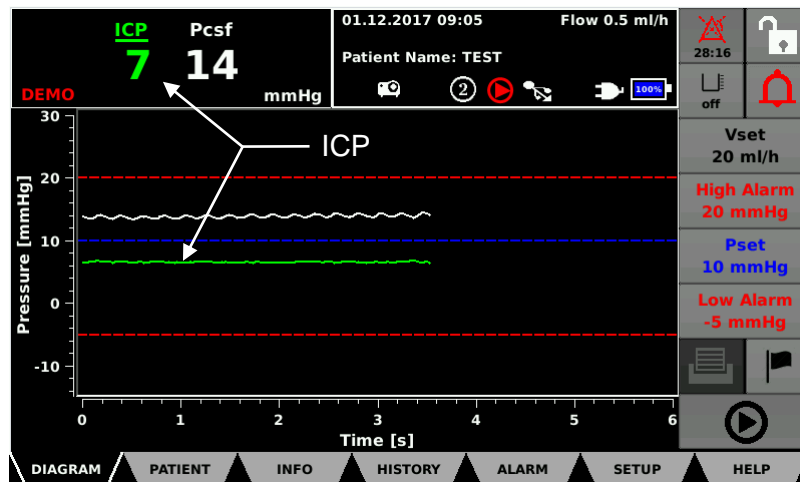 ICP Pcsf
7 14
DEMO mmHg
01.12.2017 09:05 Flow 0.5 ml/h
Patient Name: TEST
2 100%
28:16
off
Vset
20 ml/h
High Alarm
20 mmHg
Pset
10 mmHg
Low Alarm
-5 mmHg
ICP
Pressure [mmHg]
30
20
10
0
-10
0 1 2 3 4 5 6
Time [s]
DIAGRAM PATIENT INFO HISTORY ALARM SETUP HELP